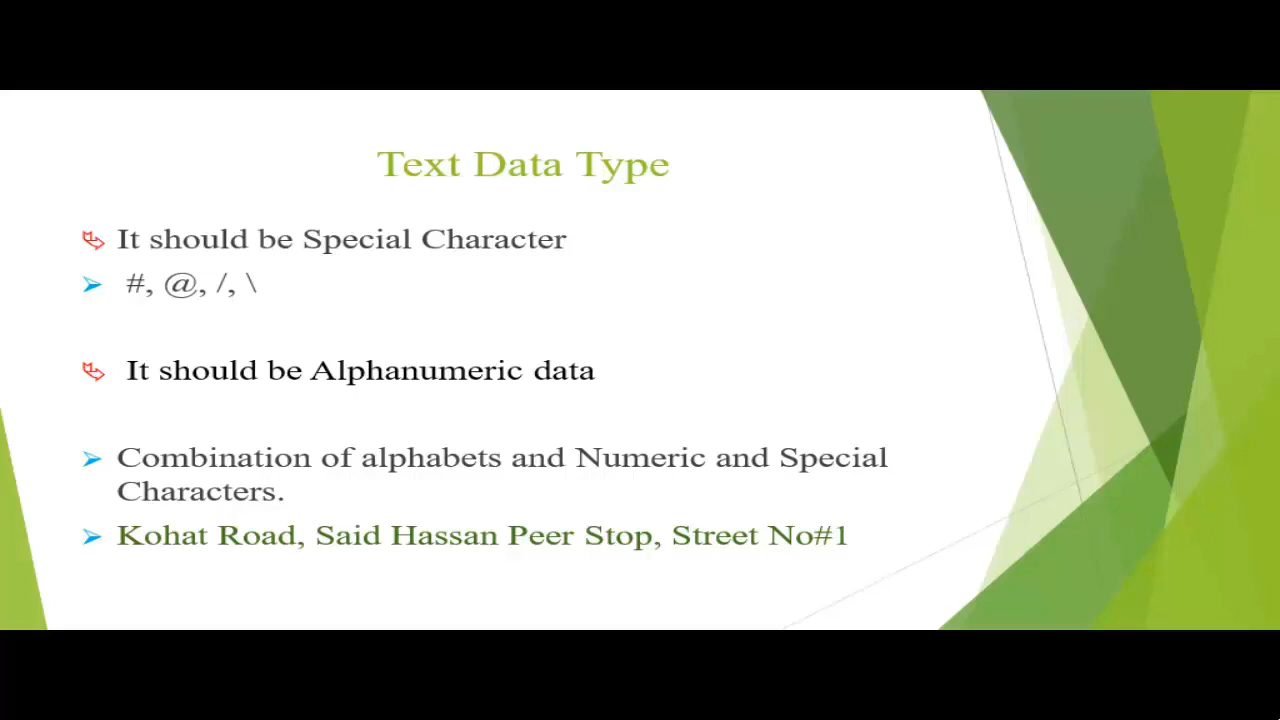 Text Data Type
It should be Special Character
#, @, /, \
It should be Alphanumeric data
Combination of alphabets and Numeric and Special
Characters.
Kohat Road, Said Hassan Peer Stop, Street No#1